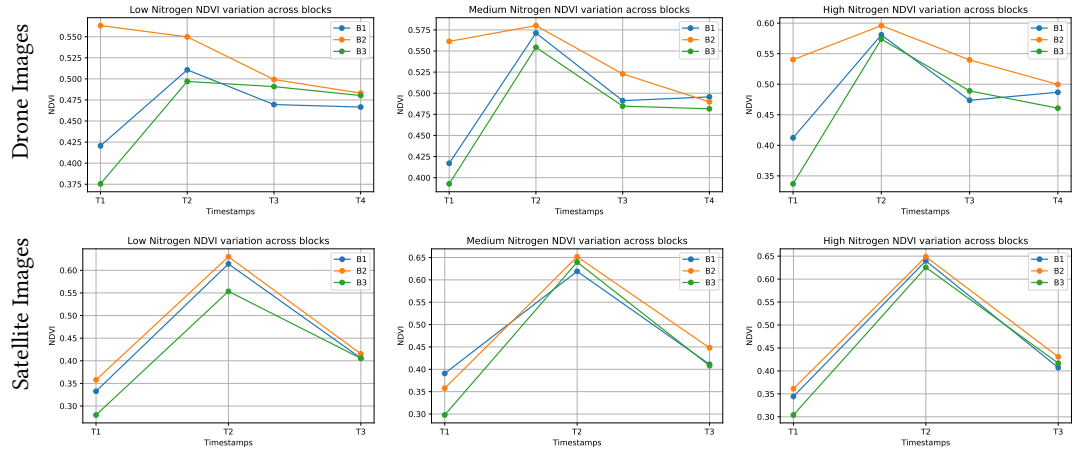 Drone Images
Low Nitrogen NDVI variation across blocks
NDVI
0.550
0.525
0.500
0.475
0.450
0.425
0.400
0.375
T1 T2 T3 T4
Timestamps
B1
B2
B3
Medium Nitrogen NDVI variation across blocks
NDVI
0.575
0.550
0.525
0.500
0.475
0.450
0.425
0.400
T1 T2 T3 T4
Timestamps
B1
B2
B3
High Nitrogen NDVI variation across blocks
NDVI
0.60
0.55
0.50
0.45
0.40
0.35
T1 T2 T3 T4
Timestamps
B1
B2
B3
Satellite Images
Low Nitrogen NDVI variation across blocks
NDVI
0.60
0.55
0.50
0.45
0.40
0.35
0.30
T1 T2 T3
Timestamps
B1
B2
B3
Medium Nitrogen NDVI variation across blocks
NDVI
0.65
0.60
0.55
0.50
0.45
0.40
0.35
0.30
T1 T2 T3
Timestamps
B1
B2
B3
High Nitrogen NDVI variation across blocks
NDVI
0.65
0.60
0.55
0.50
0.45
0.40
0.35
0.30
T1 T2 T3
Timestamps
B1
B2
B3